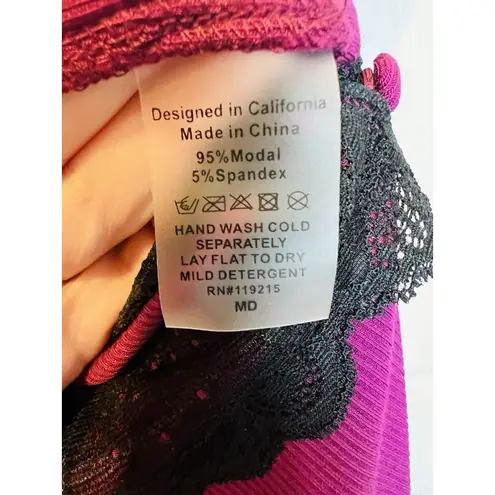 Designed in California
Made in China
95%Modal
5%Spandex
HAND WASH COLD
SEPARATELY
LAY FLAT TO DRY
MILD DETERGENT
RN#119215
MD